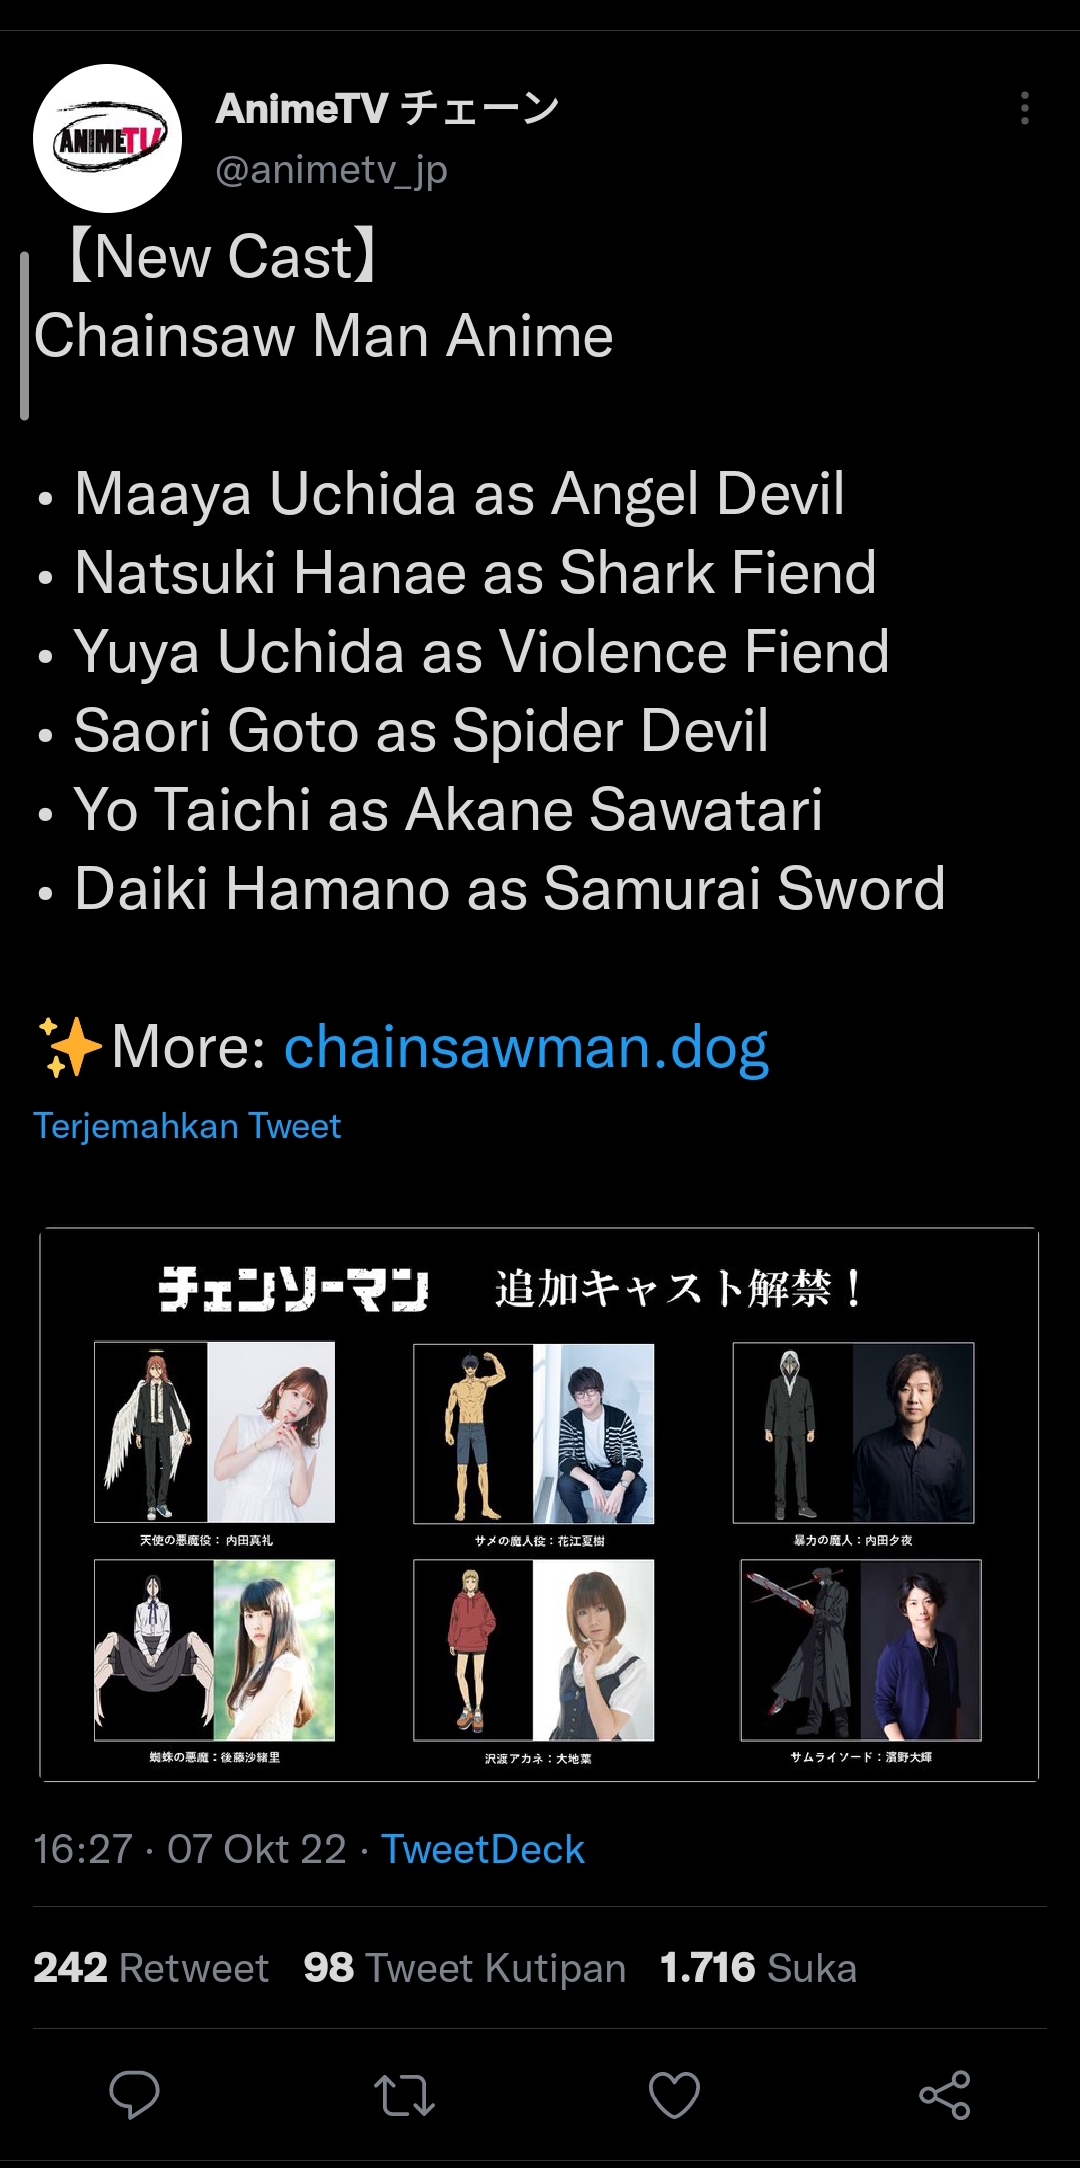 ANIMETV
AnimeTV チェーン
@animetv_jp
【New Cast】
Chainsaw Man Anime
• Maaya Uchida as Angel Devil
• Natsuki Hanae as Shark Fiend
• Yuya Uchida as Violence Fiend
• Saori Goto as Spider Devil
• Yo Taichi as Akane Sawatari
• Daiki Hamano as Samurai Sword
✨More: chainsawman.dog
Terjemahkan Tweet
チェンソーマン 追加キャスト解禁！
天使の悪魔役：内田真礼 サメの魔人役：花江夏樹 暴力の魔人：内田夕夜
蜘蛛の悪魔：後藤沙緒里 沢渡アカネ：大地葉 サムライソード：濱野大輝
16:27 · 07 Okt 22 · TweetDeck
242 Retweet 98 Tweet Kutipan 1.716 Suka